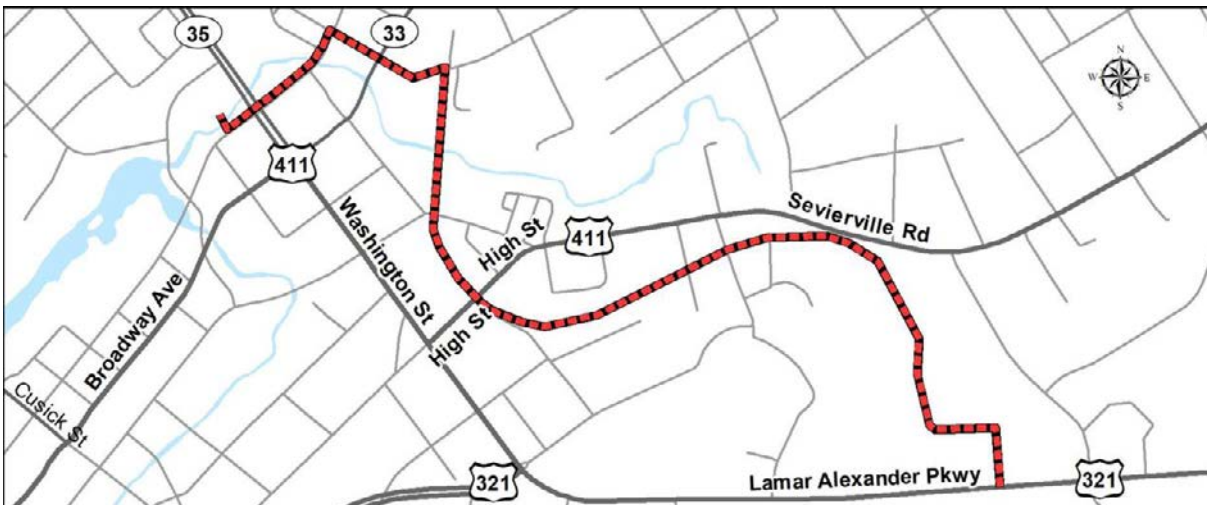 35
33
N
W
E
S
411
Washington St
High St
411
Sevierville Rd
High St
Broadway Ave
Cusick St
321
Lamar Alexander Pkwy
321